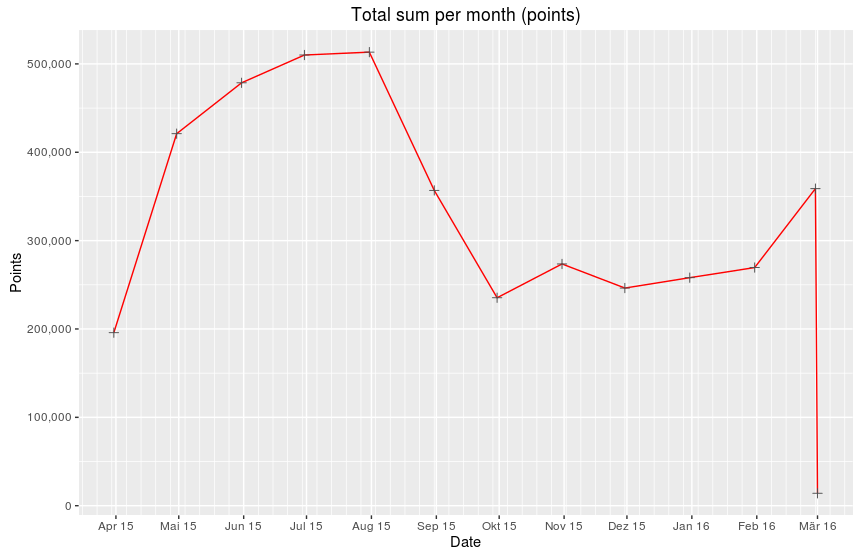 Total sum per month (points)
Points
500,000
400,000
300,000
200,000
100,000
0
Apr 15 Mai 15 Jun 15 Jul 15 Aug 15 Sep 15 Okt 15 Nov 15 Dez 15 Jan 16 Feb 16 Mär 16
Date